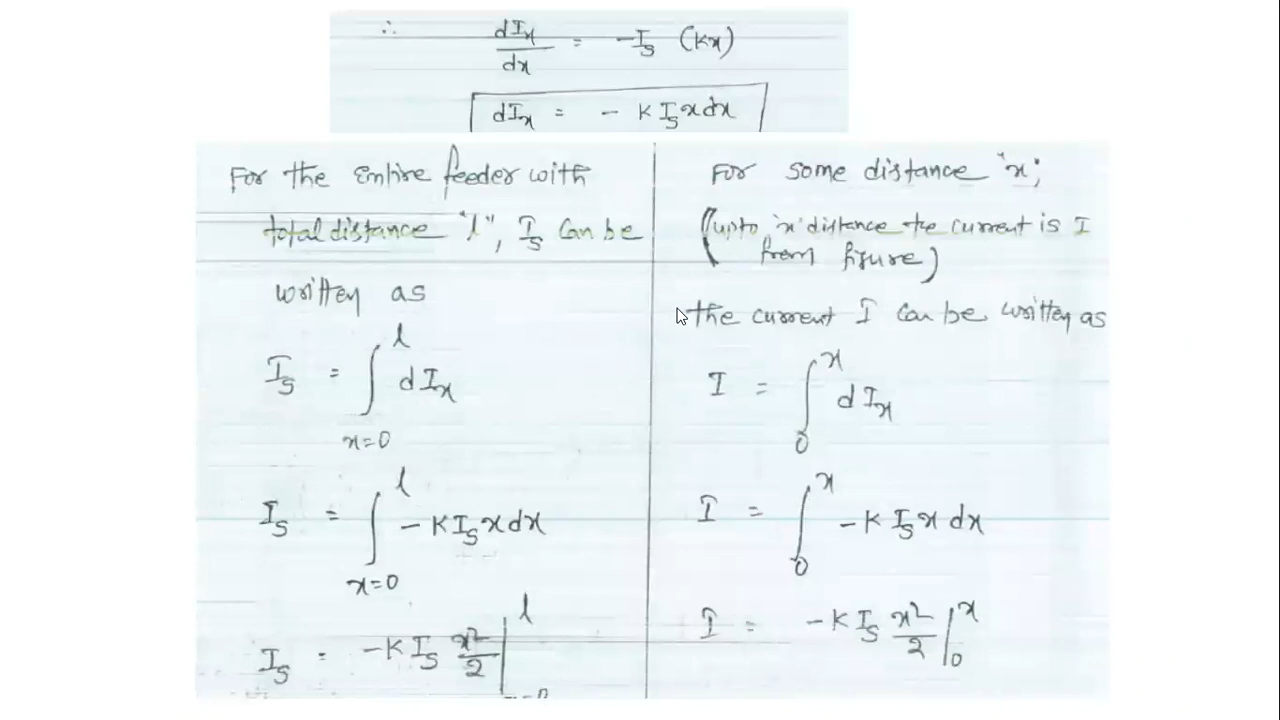 ∴ dIx/dx = -Is (Kx)
dIx = - K Is x dx
For the Entire feeder with
total distance "l", Is can be
written as
Is = ∫_{x=0}^{l} dIx
Is = ∫_{x=0}^{l} -K Is x dx
Is = -K Is x²/2 |^{l}
For some distance 'x';
(upto 'x' distance the current is I
from figure)
the current I can be written as
I = ∫_{0}^{x} dIx
I = ∫_{0}^{x} -K Is x dx
I = -K Is x²/2 |_{0}^{x}